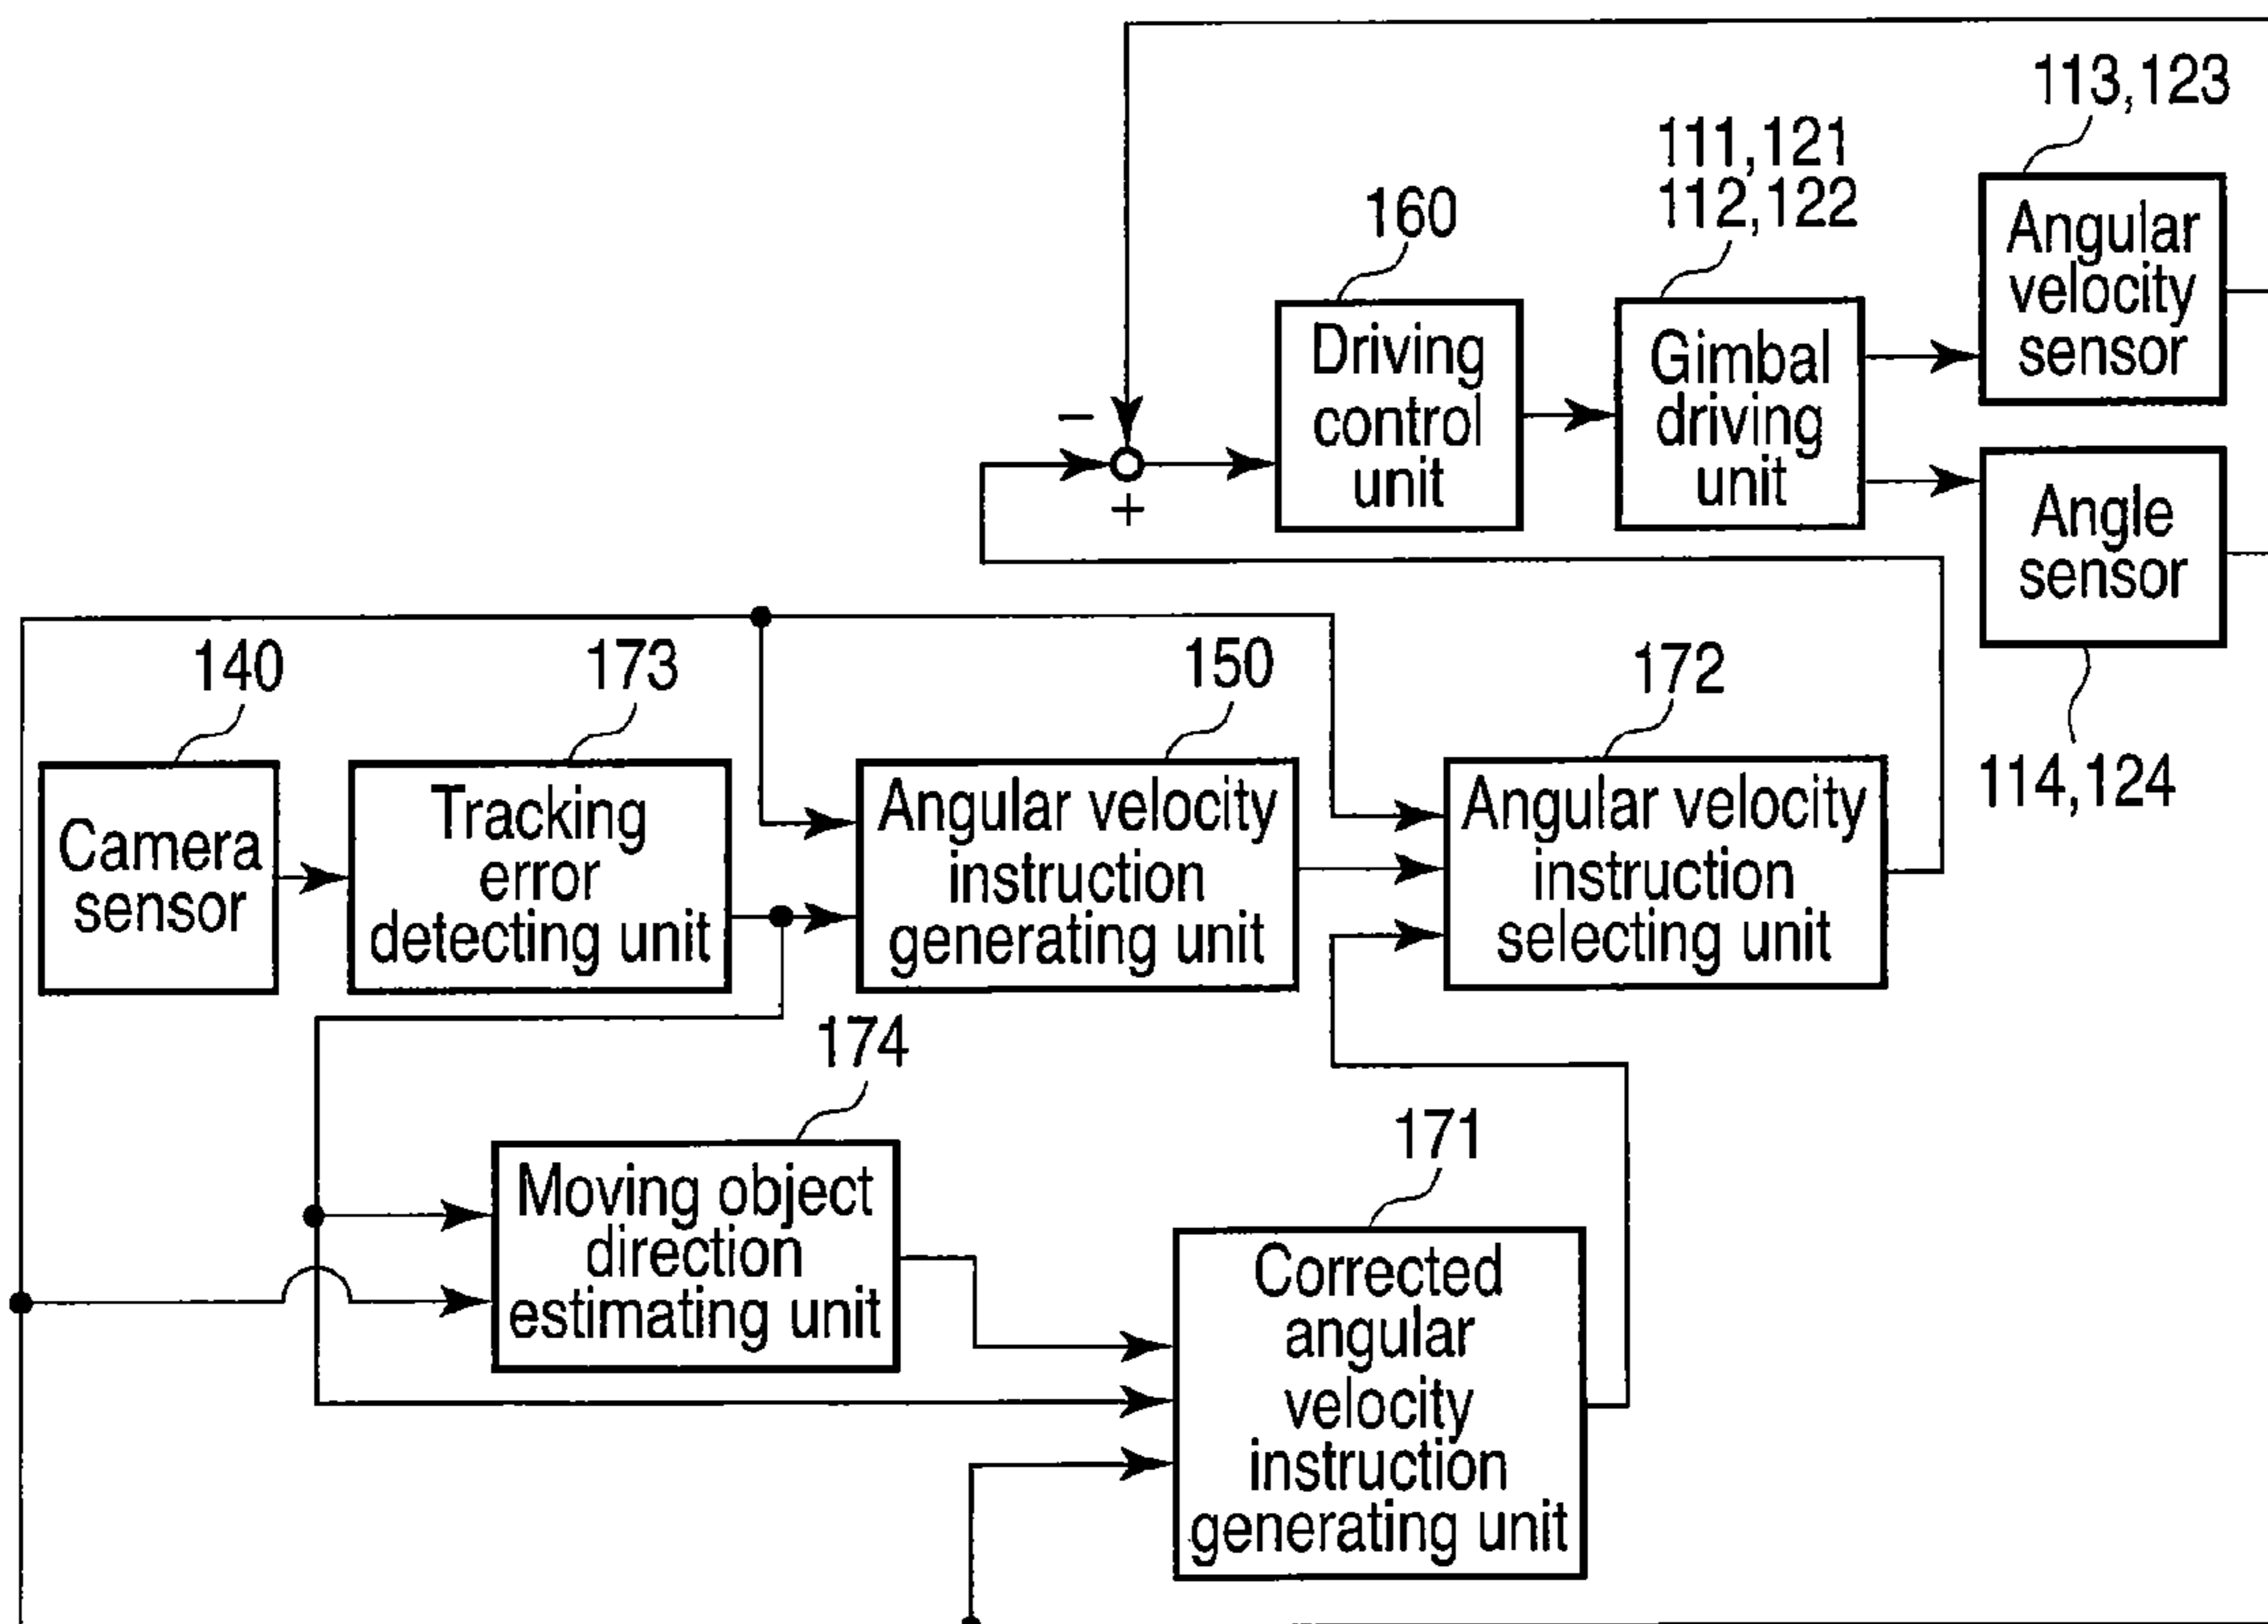 113,123
111,121
112,122
160
Angular
velocity
sensor
Driving
control
unit
Gimbal
driving
unit
−
+
Angle
sensor
114,124
140
173
150
172
Camera
sensor
Tracking
error
detecting unit
Angular velocity
instruction
generating unit
Angular velocity
instruction
selecting unit
174
171
Moving object
direction
estimating unit
Corrected
angular
velocity
instruction
generating unit